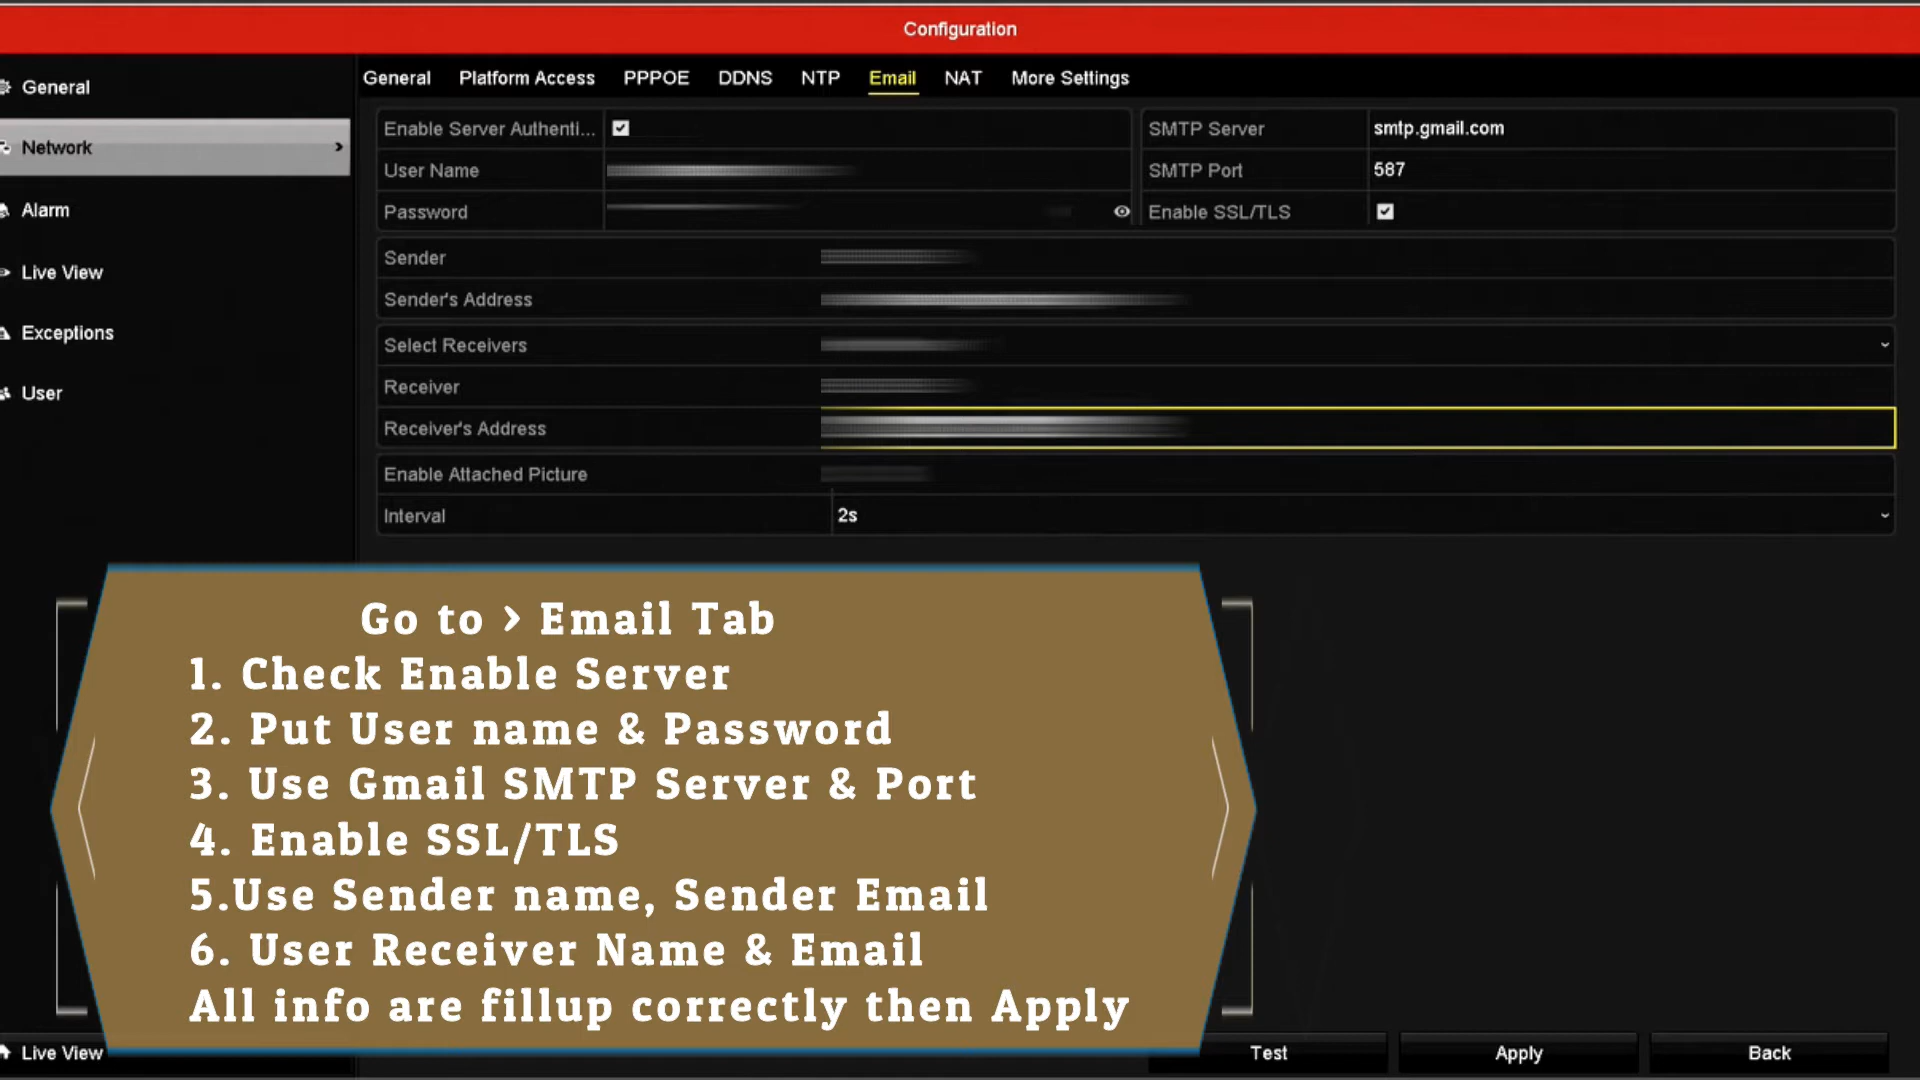 Configuration
General
Network
Alarm
Live View
Exceptions
User
General Platform Access PPPOE DDNS NTP Email NAT More Settings
Enable Server Authenti...
User Name
Password
SMTP Server smtp.gmail.com
SMTP Port 587
Enable SSL/TLS
Sender
Sender's Address
Select Receivers
Receiver
Receiver's Address
Enable Attached Picture
Interval 2s
Go to > Email Tab
1. Check Enable Server
2. Put User name & Password
3. Use Gmail SMTP Server & Port
4. Enable SSL/TLS
5.Use Sender name, Sender Email
6. User Receiver Name & Email
All info are fillup correctly then Apply
Live View
Test Apply Back